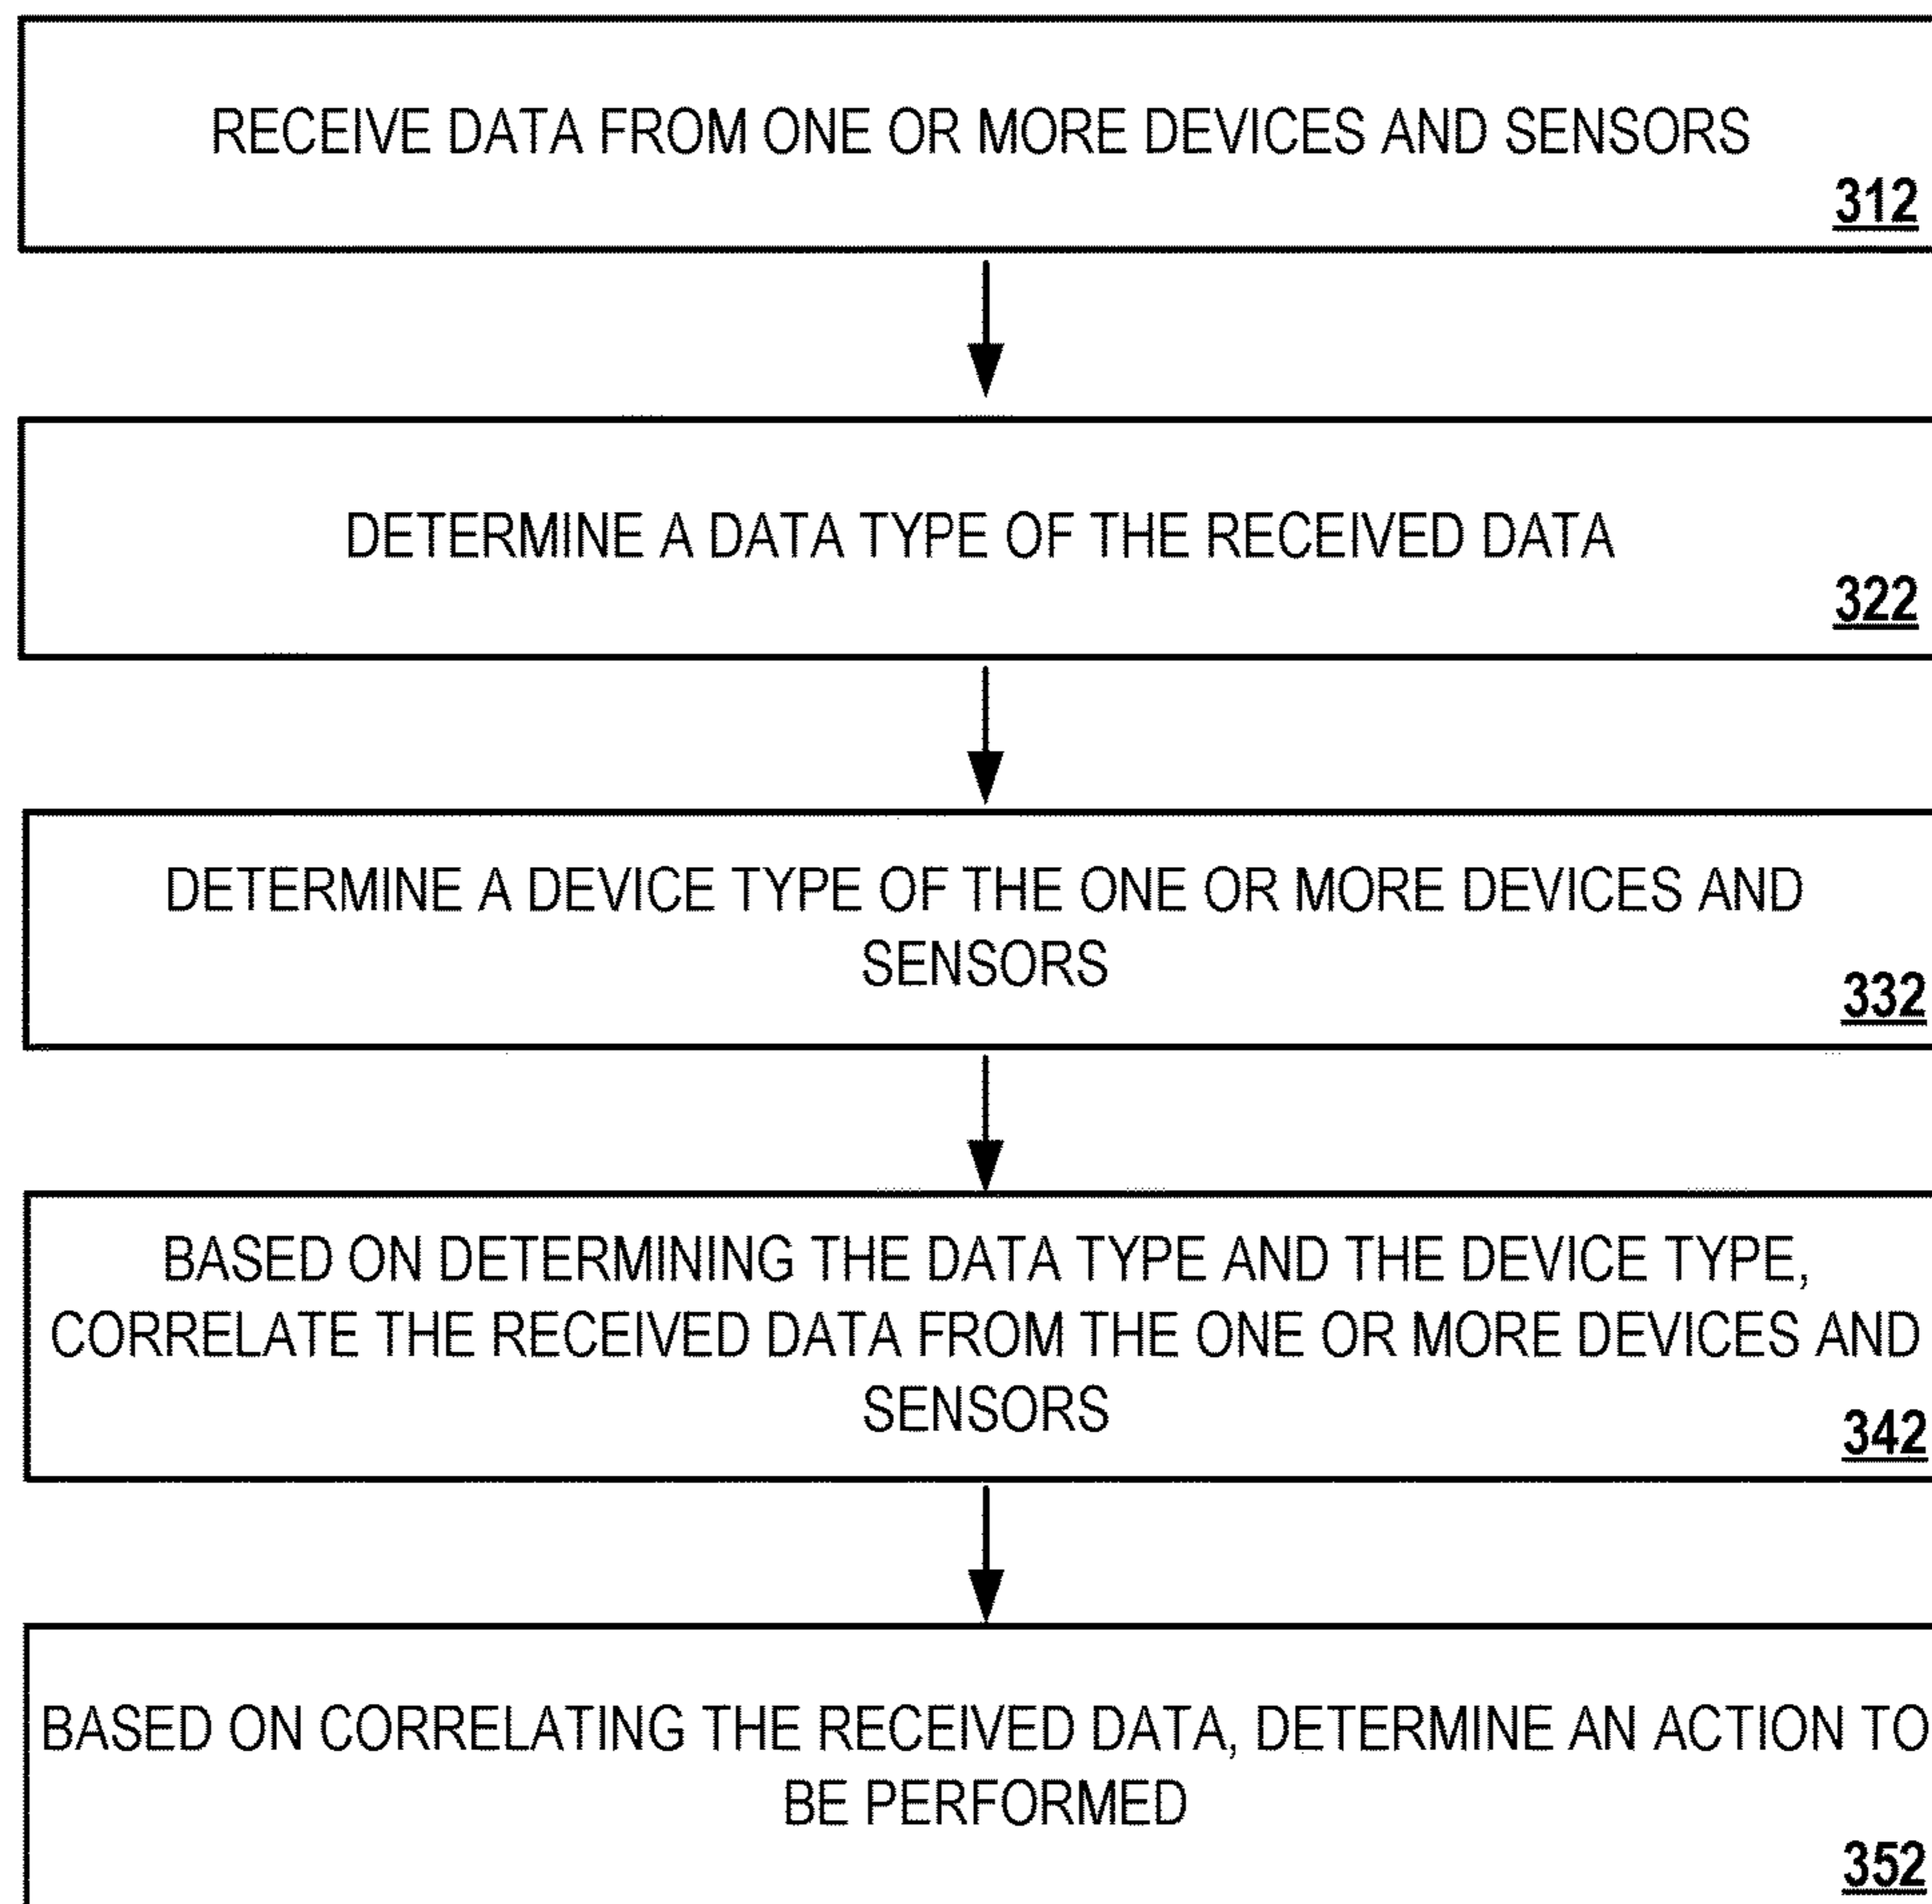 RECEIVE DATA FROM ONE OR MORE DEVICES AND SENSORS
312
DETERMINE A DATA TYPE OF THE RECEIVED DATA
322
DETERMINE A DEVICE TYPE OF THE ONE OR MORE DEVICES AND
SENSORS
332
BASED ON DETERMINING THE DATA TYPE AND THE DEVICE TYPE,
CORRELATE THE RECEIVED DATA FROM THE ONE OR MORE DEVICES AND
SENSORS
342
BASED ON CORRELATING THE RECEIVED DATA, DETERMINE AN ACTION TO
BE PERFORMED
352